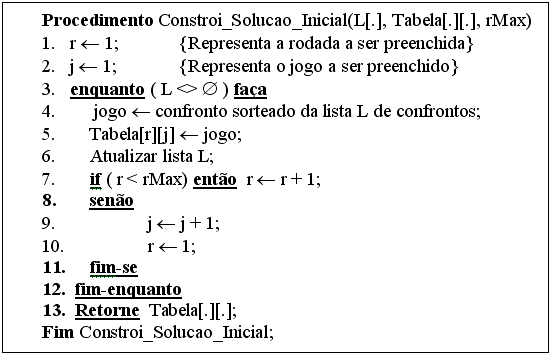 Procedimento Constroi_Solucao_Inicial(L[.], Tabela[.][.], rMax)
1. r ← 1; {Representa a rodada a ser preenchida}
2. j ← 1; {Representa o jogo a ser preenchido}
3. enquanto ( L <> ∅ ) faça
4. jogo ← confronto sorteado da lista L de confrontos;
5. Tabela[r][j] ← jogo;
6. Atualizar lista L;
7. if ( r < rMax) então r ← r + 1;
8. senão
9. j ← j + 1;
10. r ← 1;
11. fim-se
12. fim-enquanto
13. Retorne Tabela[.][.];
Fim Constroi_Solucao_Inicial;